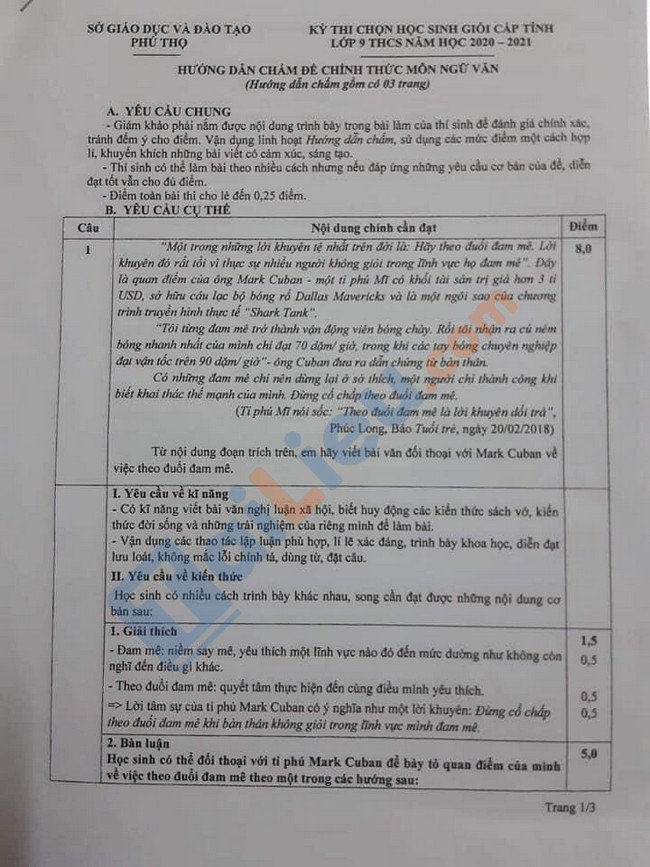 SỞ GIÁO DỤC VÀ ĐÀO TẠO
PHÚ THỌ
KỲ THI CHỌN HỌC SINH GIỎI CẤP TỈNH
LỚP 9 THCS NĂM HỌC 2020 – 2021
HƯỚNG DẪN CHẤM ĐỀ CHÍNH THỨC MÔN NGỮ VĂN
(Hướng dẫn chấm gồm có 03 trang)
A. YÊU CẦU CHUNG
- Giám khảo phải nắm được nội dung trình bày trong bài làm của thí sinh để đánh giá chính xác,
tránh đếm ý cho điểm. Vận dụng linh hoạt Hướng dẫn chấm, sử dụng các mức điểm một cách hợp
lí, khuyến khích những bài viết có cảm xúc, sáng tạo.
- Thí sinh có thể làm bài theo nhiều cách nhưng nếu đáp ứng những yêu cầu cơ bản của đề, diễn
đạt tốt vẫn cho đủ điểm.
- Điểm toàn bài thi cho lẻ đến 0,25 điểm.
B. YÊU CẦU CỤ THỂ
Câu Nội dung chính cần đạt Điểm
1 "Một trong những lời khuyên tệ nhất trên đời là: Hãy theo đuổi đam mê. Lời 8,0
khuyên đó rất tồi vì thực sự nhiều người không giỏi trong lĩnh vực họ đam mê". Đây
là quan điểm của ông Mark Cuban - một tỉ phú Mĩ có khối tài sản trị giá hơn 3 tỉ
USD, sở hữu câu lạc bộ bóng rổ Dallas Mavericks và là một ngôi sao của chương
trình truyền hình thực tế "Shark Tank".
"Tôi từng đam mê trở thành vận động viên bóng chày. Rồi tôi nhận ra cú ném
bóng nhanh nhất của mình chỉ đạt 70 dặm/ giờ, trong khi các tay bóng chuyên nghiệp
đạt vận tốc trên 90 dặm/ giờ"- ông Cuban đưa ra dẫn chứng từ bản thân.
Có những đam mê chỉ nên dừng lại ở sở thích, một người chỉ thành công khi
biết khai thác thế mạnh của mình. Đừng cố chấp theo đuổi đam mê.
(Tỉ phú Mĩ nói sốc: "Theo đuổi đam mê là lời khuyên dối trá",
Phúc Long, Báo Tuổi trẻ, ngày 20/02/2018)
Từ nội dung đoạn trích trên, em hãy viết bài văn đối thoại với Mark Cuban về
việc theo đuổi đam mê.
I. Yêu cầu về kĩ năng
- Có kĩ năng viết bài văn nghị luận xã hội, biết huy động các kiến thức sách vở, kiến
thức đời sống và những trải nghiệm của riêng mình để làm bài.
- Vận dụng các thao tác lập luận phù hợp, lí lẽ xác đáng, trình bày khoa học, diễn đạt
lưu loát, không mắc lỗi chính tả, dùng từ, đặt câu.
II. Yêu cầu về kiến thức
Học sinh có nhiều cách trình bày khác nhau, song cần đạt được những nội dung cơ
bản sau:
1. Giải thích 1,5
- Đam mê: niềm say mê, yêu thích một lĩnh vực nào đó đến mức dường như không còn 0,5
nghĩ đến điều gì khác.
- Theo đuổi đam mê: quyết tâm thực hiện đến cùng điều mình yêu thích. 0,5
=> Lời tâm sự của tỉ phú Mark Cuban có ý nghĩa như một lời khuyên: Đừng cố chấp 0,5
theo đuổi đam mê khi bản thân không giỏi trong lĩnh vực mình đam mê.
2. Bàn luận 5,0
Học sinh có thể đối thoại với tỉ phú Mark Cuban để bày tỏ quan điểm của mình
về việc theo đuổi đam mê theo một trong các hướng sau:
Trang 1/3
TaiLieu.com